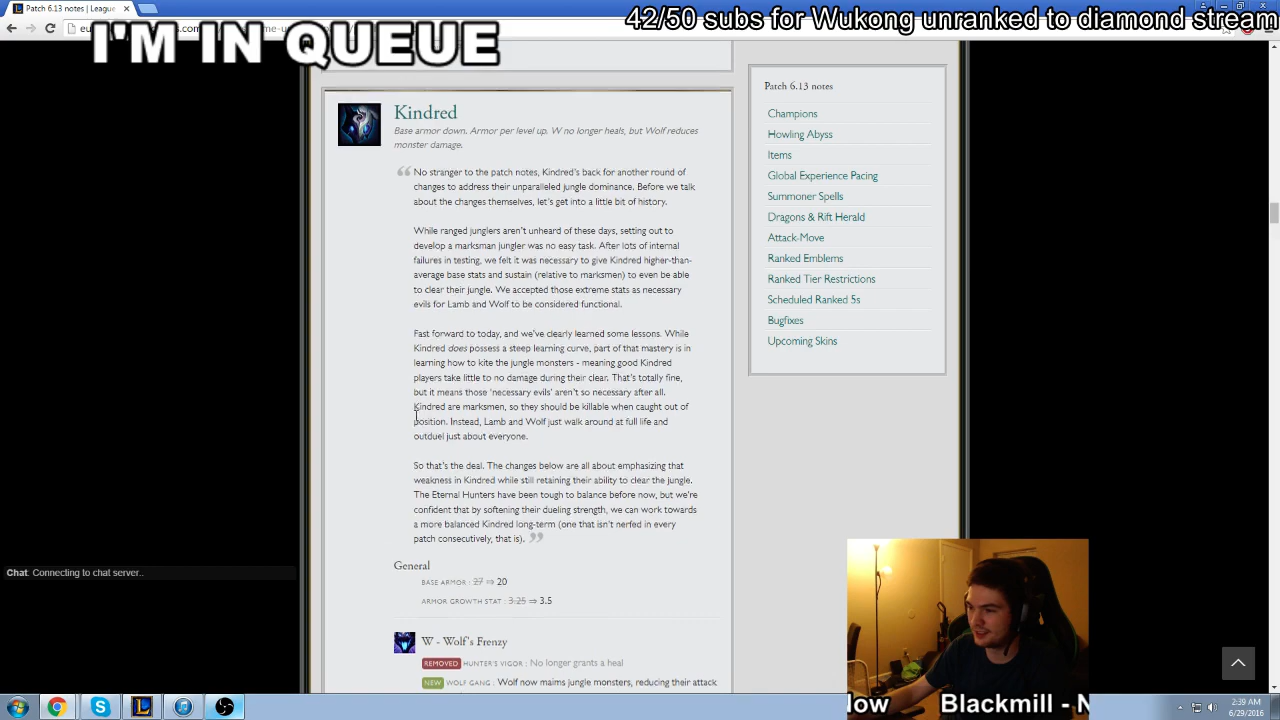 Patch 6.13 notes | League
42/50 subs for Wukong unranked to diamond stream
I'M IN QUEUE
Kindred
Base armor down. Armor per level up. W no longer heals, but Wolf reduces
monster damage.
No stranger to the patch notes, Kindred's back for another round of
changes to address their unparalleled jungle dominance. Before we talk
about the changes themselves, let's get into a little bit of history.
While ranged junglers aren't unheard of these days, setting out to
develop a marksman jungler was no easy task. After lots of internal
failures in testing, we felt it was necessary to give Kindred higher-than-
average base stats and sustain (relative to marksmen) to even be able
to clear their jungle. We accepted those extreme stats as necessary
evils for Lamb and Wolf to be considered functional.
Fast forward to today, and we've clearly learned some lessons. While
Kindred does possess a steep learning curve, part of that mastery is in
learning how to kite the jungle monsters - meaning good Kindred
players take little to no damage during their clear. That's totally fine,
but it means those 'necessary evils' aren't so necessary after all.
Kindred are marksmen, so they should be killable when caught out of
position. Instead, Lamb and Wolf just walk around at full life and
outduel just about everyone.
So that's the deal. The changes below are all about emphasizing that
weakness in Kindred while still retaining their ability to clear the jungle.
The Eternal Hunters have been tough to balance before now, but we're
confident that by softening their dueling strength, we can work towards
a more balanced Kindred long-term (one that isn't nerfed in every
patch consecutively, that is).
General
BASE ARMOR : 27 ⇒ 20
ARMOR GROWTH STAT : 3.25 ⇒ 3.5
W - Wolf's Frenzy
REMOVED HUNTER'S VIGOR : No longer grants a heal
NEW WOLF GANG : Wolf now maims jungle monsters, reducing their attack
Patch 6.13 notes
Champions
Howling Abyss
Items
Global Experience Pacing
Summoner Spells
Dragons & Rift Herald
Attack-Move
Ranked Emblems
Ranked Tier Restrictions
Scheduled Ranked 5s
Bugfixes
Upcoming Skins
Chat: Connecting to chat server..
Now Blackmill - N
2:39 AM
6/29/2016